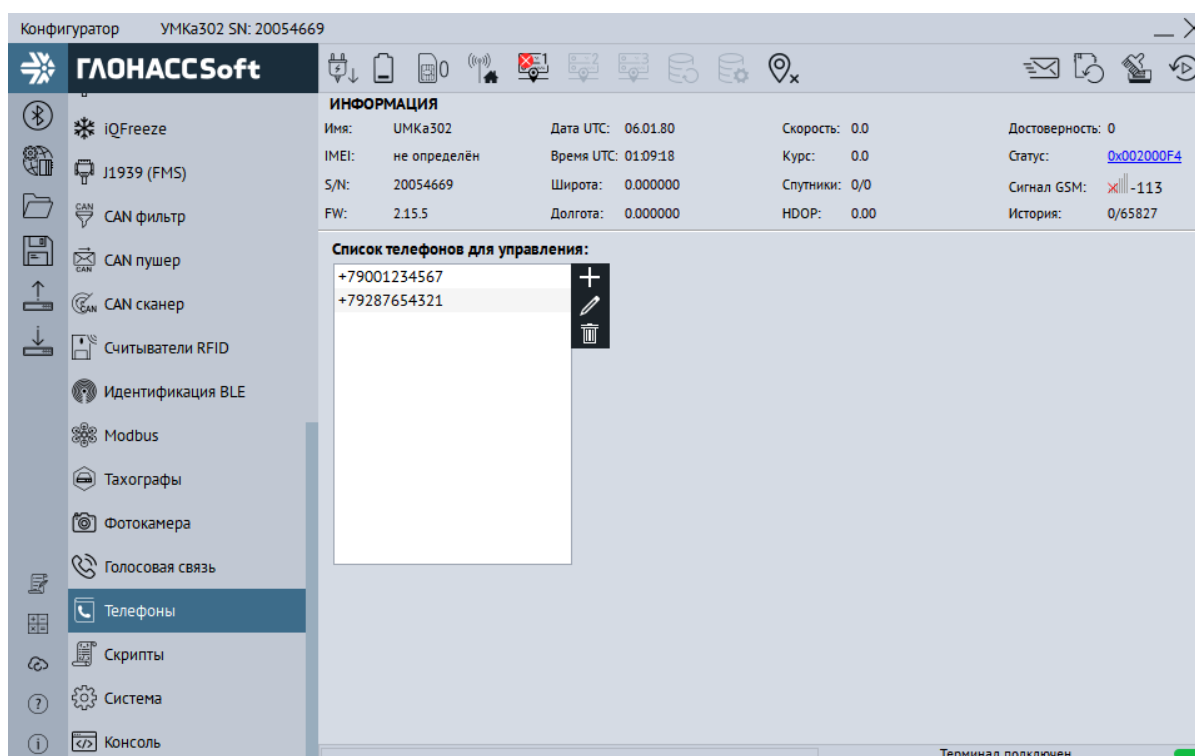 Конфигуратор УМКа302 SN: 20054669
ГЛОНАССSoft
0
1
2
3
ИНФОРМАЦИЯ
Имя: UMKa302 Дата UTC: 06.01.80 Скорость: 0.0 Достоверность: 0
IMEI: не определён Время UTC: 01:09:18 Курс: 0.0 Статус: 0x002000F4
S/N: 20054669 Широта: 0.000000 Спутники: 0/0 Сигнал GSM: -113
FW: 2.15.5 Долгота: 0.000000 HDOP: 0.00 История: 0/65827
iQFreeze
J1939 (FMS)
CAN фильтр
CAN пушер
CAN сканер
Считыватели RFID
Идентификация BLE
Modbus
Тахографы
Фотокамера
Голосовая связь
Телефоны
Скрипты
Система
Консоль
Список телефонов для управления:
+79001234567
+79287654321
Терминал подключен